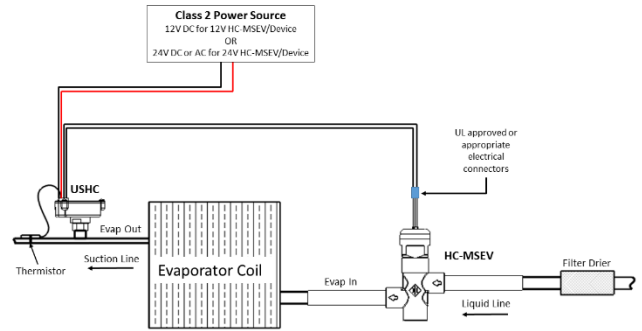 Class 2 Power Source
12V DC for 12V HC-MSEV/Device
OR
24V DC or AC for 24V HC-MSEV/Device
UL approved or
appropriate
electrical
connectors
USHC
Evap Out
HC-MSEV
Filter Drier
Thermistor
Suction Line
Evaporator Coil
Evap In
Liquid Line